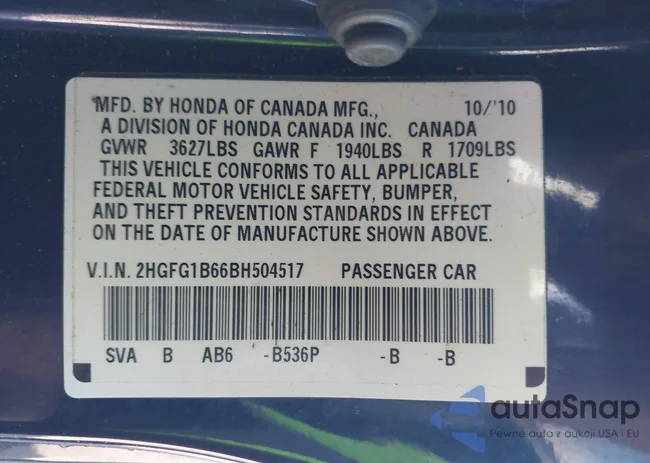 MFD. BY HONDA OF CANADA MFG., 10/'10
A DIVISION OF HONDA CANADA INC. CANADA
GVWR 3627LBS GAWR F 1940LBS R 1709LBS
THIS VEHICLE CONFORMS TO ALL APPLICABLE
FEDERAL MOTOR VEHICLE SAFETY, BUMPER,
AND THEFT PREVENTION STANDARDS IN EFFECT
ON THE DATE OF MANUFACTURE SHOWN ABOVE.
V.I.N. 2HGFG1B66BH504517 PASSENGER CAR
SVA B AB6 -B536P -B -B
autoSnap
Pewne auta z aukcji USA i EU